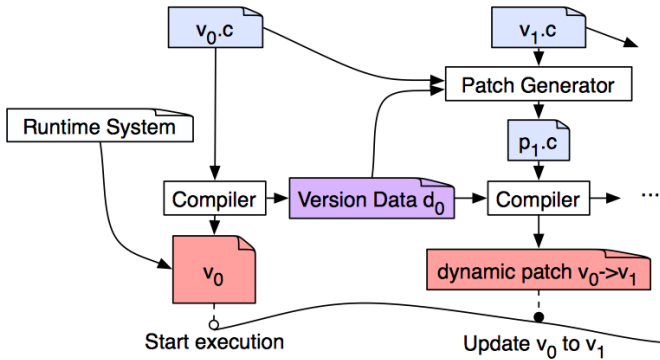 v₀.c
v₁.c
Patch Generator
Runtime System
p₁.c
Compiler
Version Data d₀
Compiler
...
v₀
dynamic patch v₀->v₁
Start execution
Update v₀ to v₁